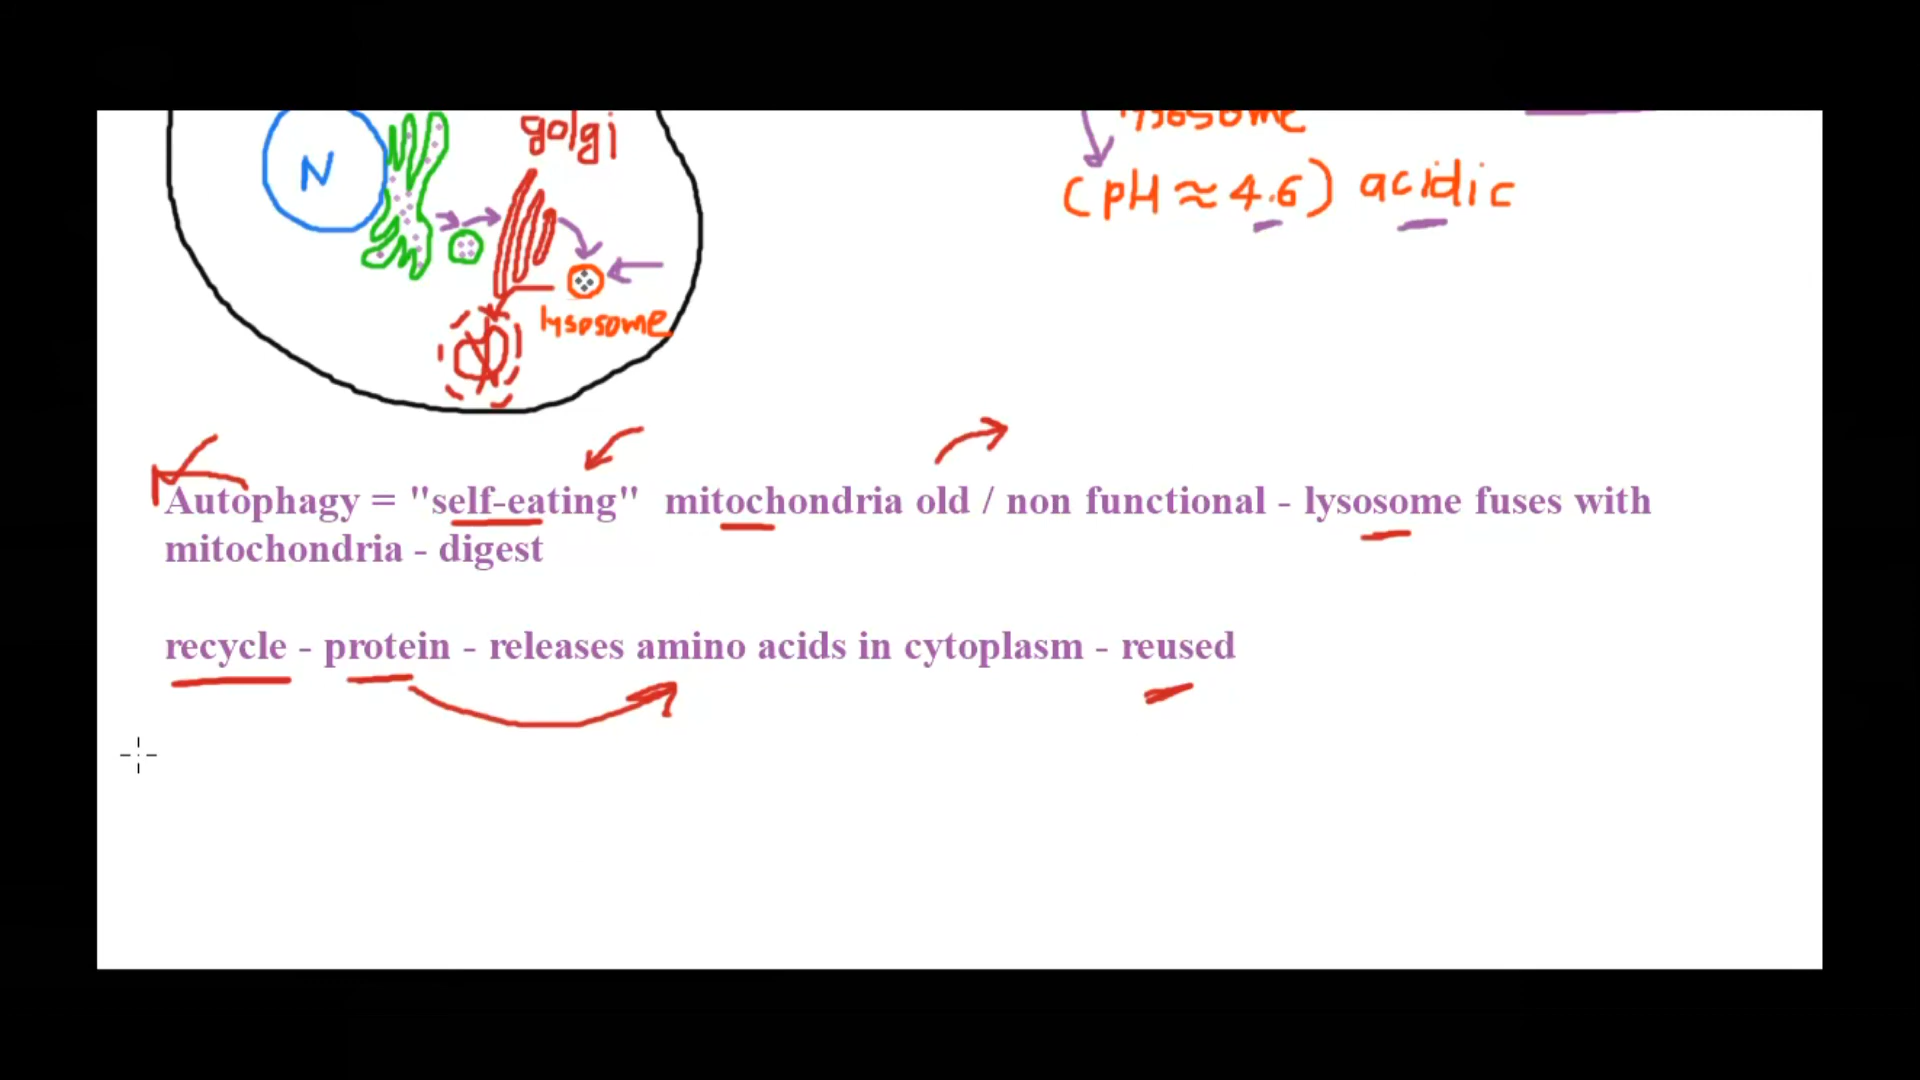 golgi
lysosome
N
(pH ≈ 4.6) acidic
lysosome
Autophagy = "self-eating" mitochondria old / non functional - lysosome fuses with
mitochondria - digest
recycle - protein - releases amino acids in cytoplasm - reused